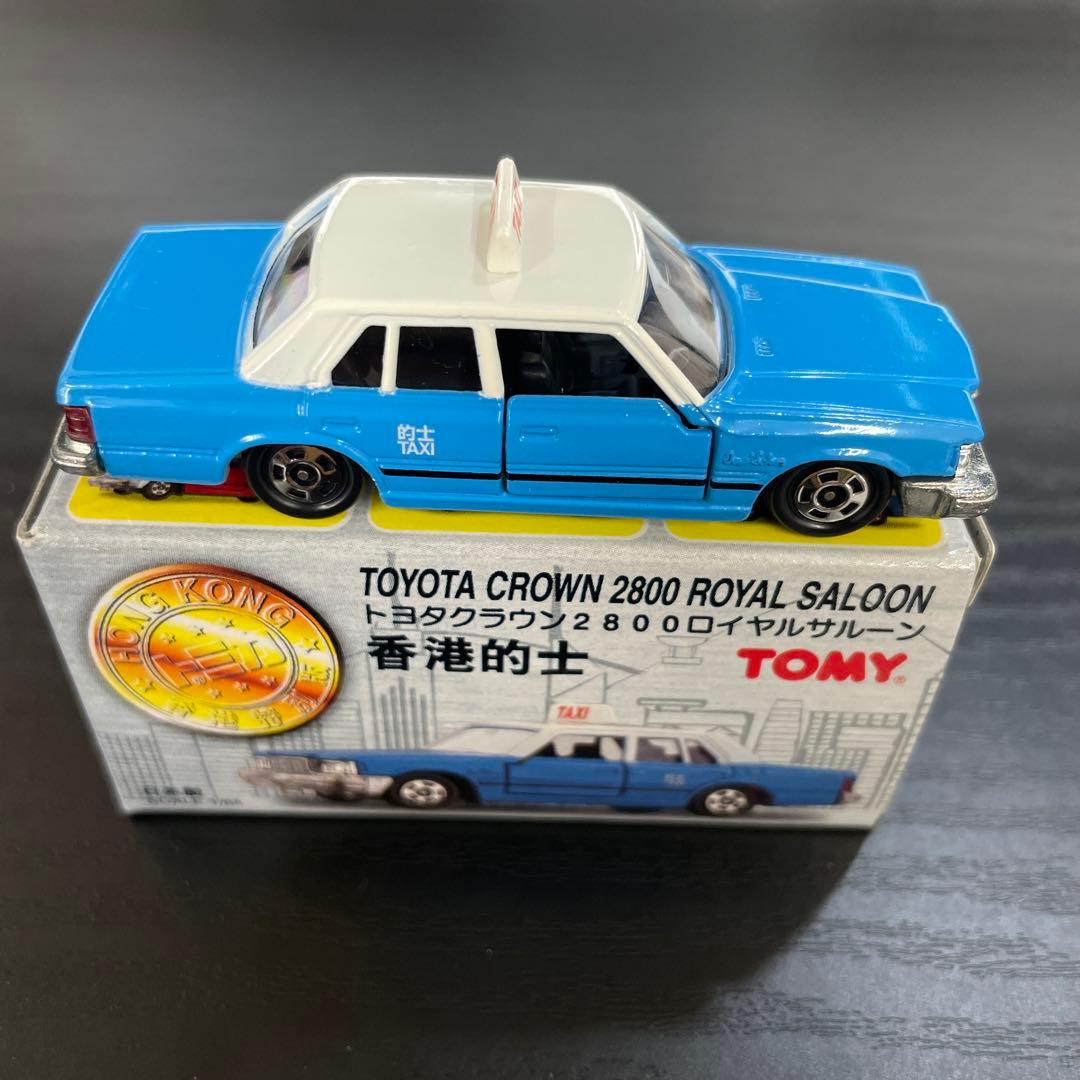 的士
TAXI
HONG KONG
TOYOTA CROWN 2800 ROYAL SALOON
トヨタクラウン2800ロイヤルサルーン
香港的士
TOMY®
TAXI